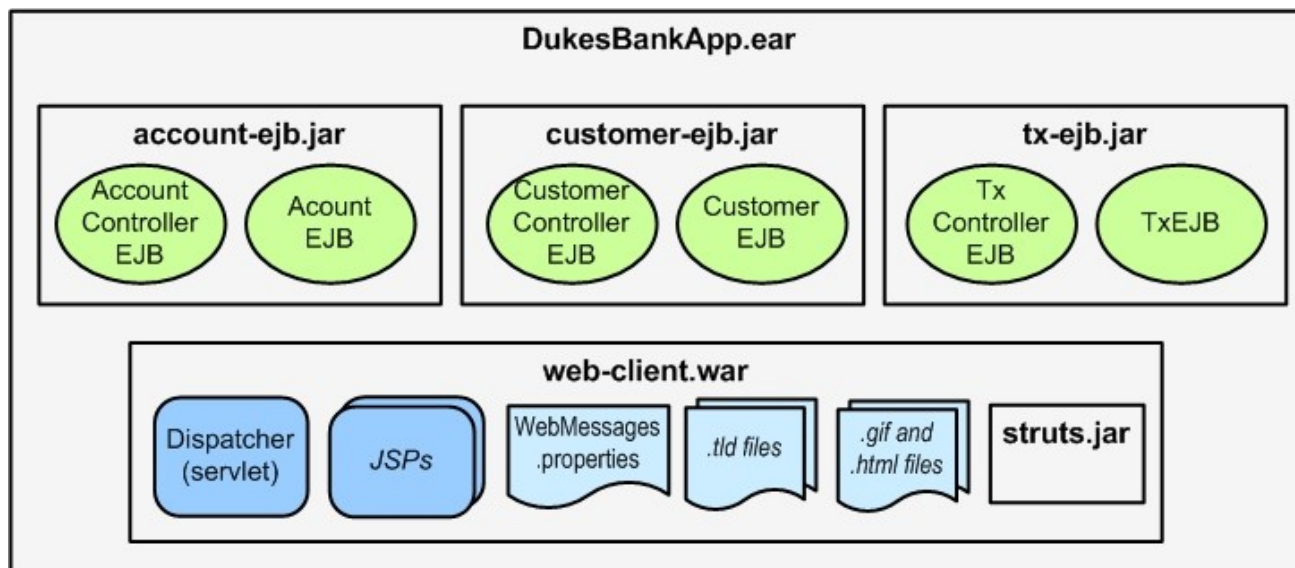 DukesBankApp.ear
account-ejb.jar
Account
Controller
EJB
Acount
EJB
customer-ejb.jar
Customer
Controller
EJB
Customer
EJB
tx-ejb.jar
Tx
Controller
EJB
TxEJB
web-client.war
Dispatcher
(servlet)
JSPs
WebMessages
.properties
.tld files
.gif and
.html files
struts.jar